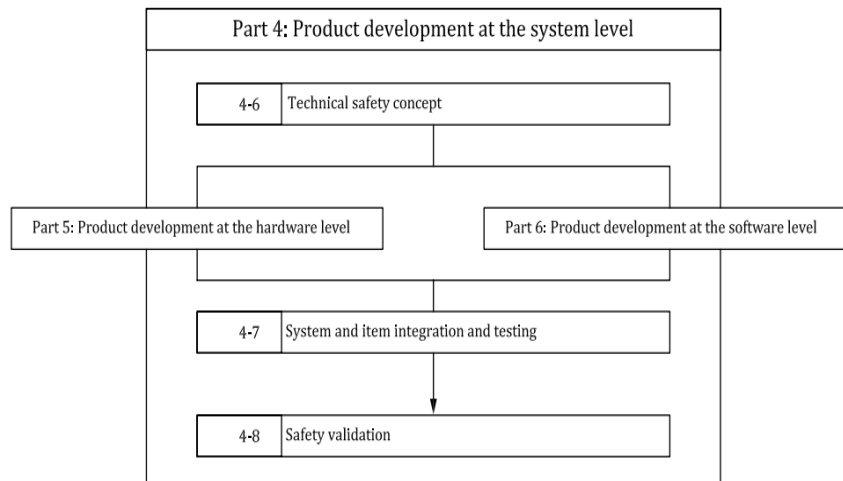 Part 4: Product development at the system level
4-6 Technical safety concept
Part 5: Product development at the hardware level
Part 6: Product development at the software level
4-7 System and item integration and testing
4-8 Safety validation